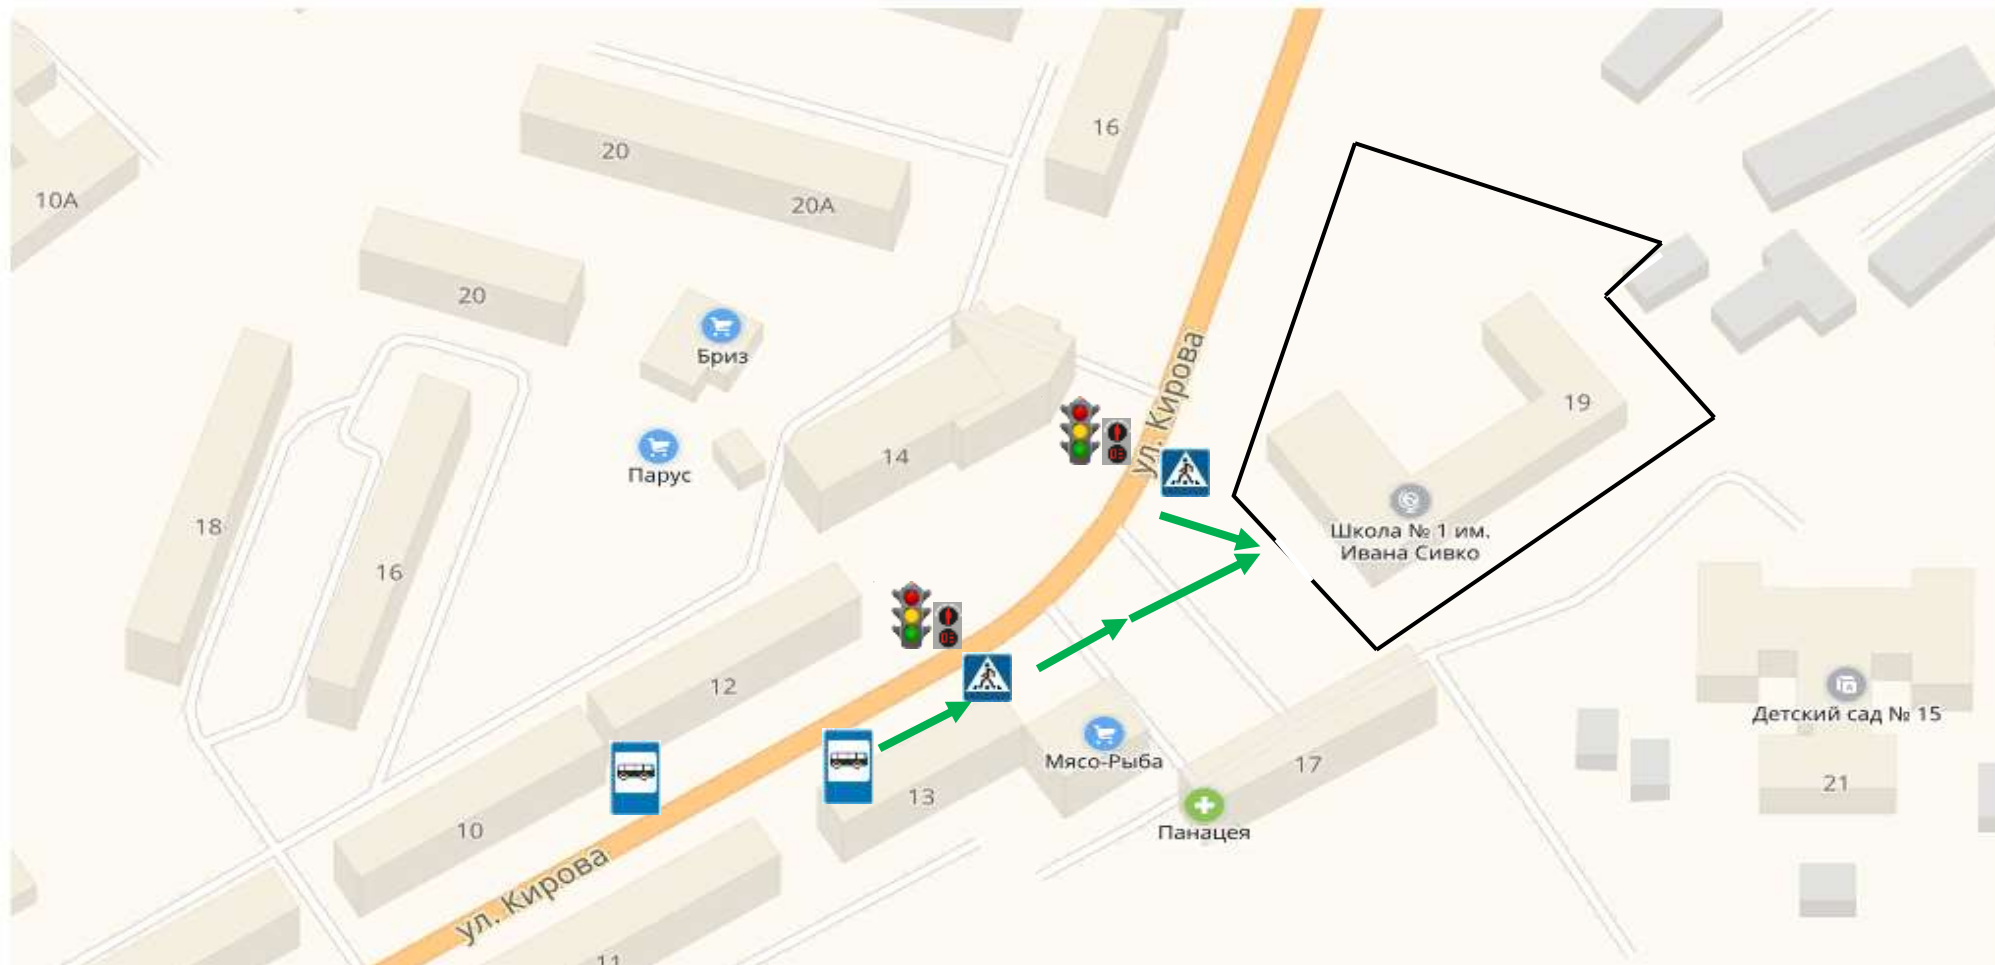 16
20
20А
10А
20
Бриз
ул. Кирова
19
14
Парус
Школа № 1 им.
Ивана Сивко
18
16
12
Детский сад № 15
Мясо-Рыба
17
13
21
10
Панацея
ул. Кирова
11